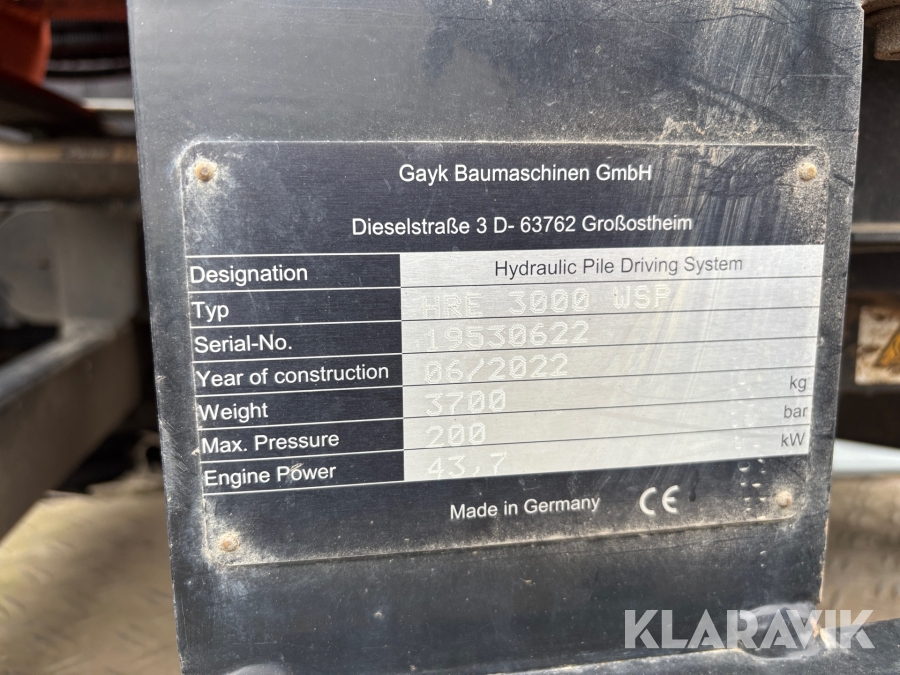 Gayk Baumaschinen GmbH
Dieselstraße 3 D- 63762 Großostheim
Designation Hydraulic Pile Driving System
Typ HRE 3000 WSP
Serial-No. 19530622
Year of construction 06/2022
Weight 3700 kg
Max. Pressure 200 bar
Engine Power 43,7 kW
Made in Germany CE
KLARAVIK